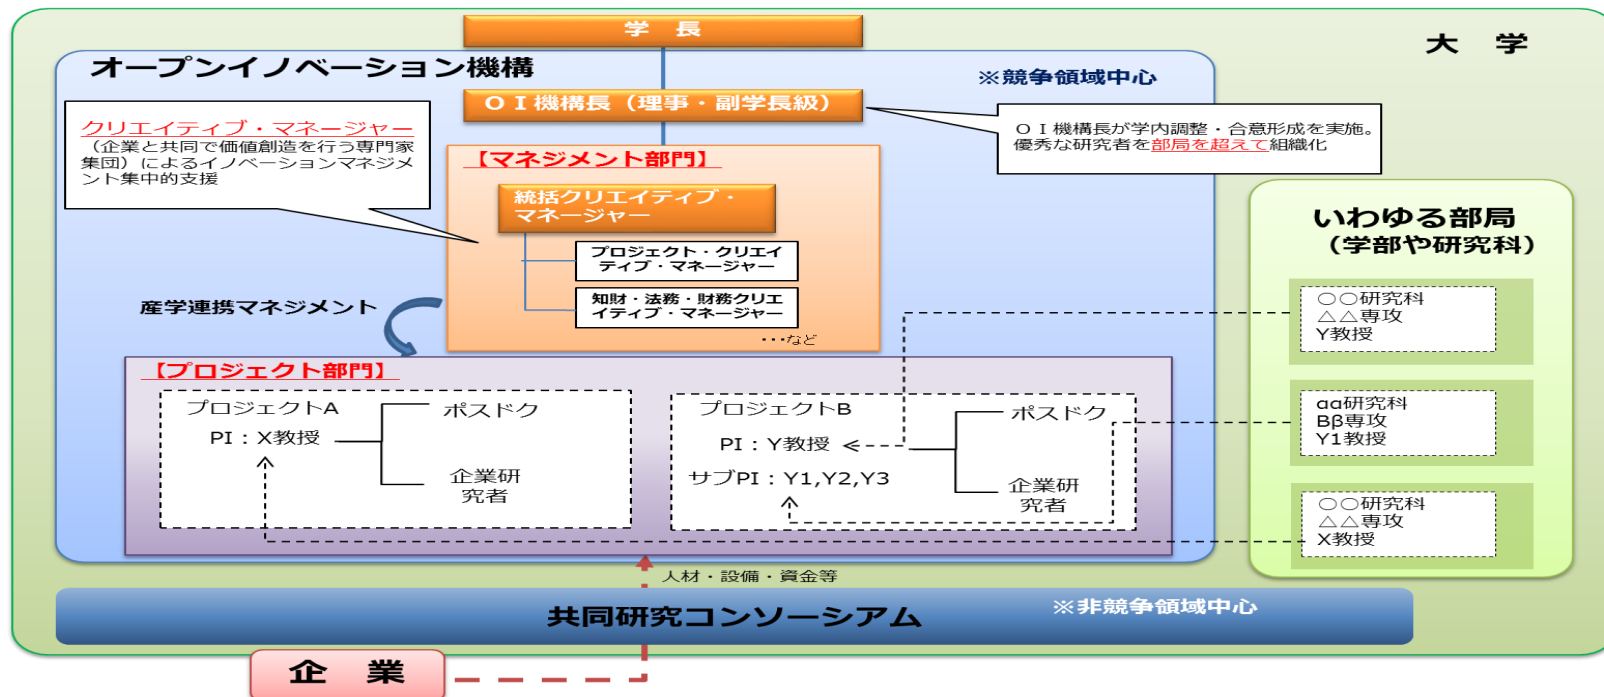 学 長
大 学
オープンイノベーション機構
※競争領域中心
ＯＩ機構長（理事・副学長級）
クリエイティブ・マネージャー
（企業と共同で価値創造を行う専門家
集団）によるイノベーションマネジメ
ント集中的支援
ＯＩ機構長が学内調整・合意形成を実施。
優秀な研究者を部局を超えて組織化
【マネジメント部門】
統括クリエイティブ・
マネージャー
プロジェクト・クリエイ
ティブ・マネージャー
知財・法務・財務クリエ
イティブ・マネージャー
・・・など
産学連携マネジメント
いわゆる部局
（学部や研究科）
○○研究科
△△専攻
Y教授
αα研究科
Ββ専攻
Y1教授
○○研究科
△△専攻
X教授
【プロジェクト部門】
プロジェクトA
PI：X教授
ポスドク
企業研
究者
プロジェクトB
PI：Y教授
サブPI：Y1,Y2,Y3
ポスドク
企業研
究者
人材・設備・資金等
共同研究コンソーシアム
※非競争領域中心
企 業